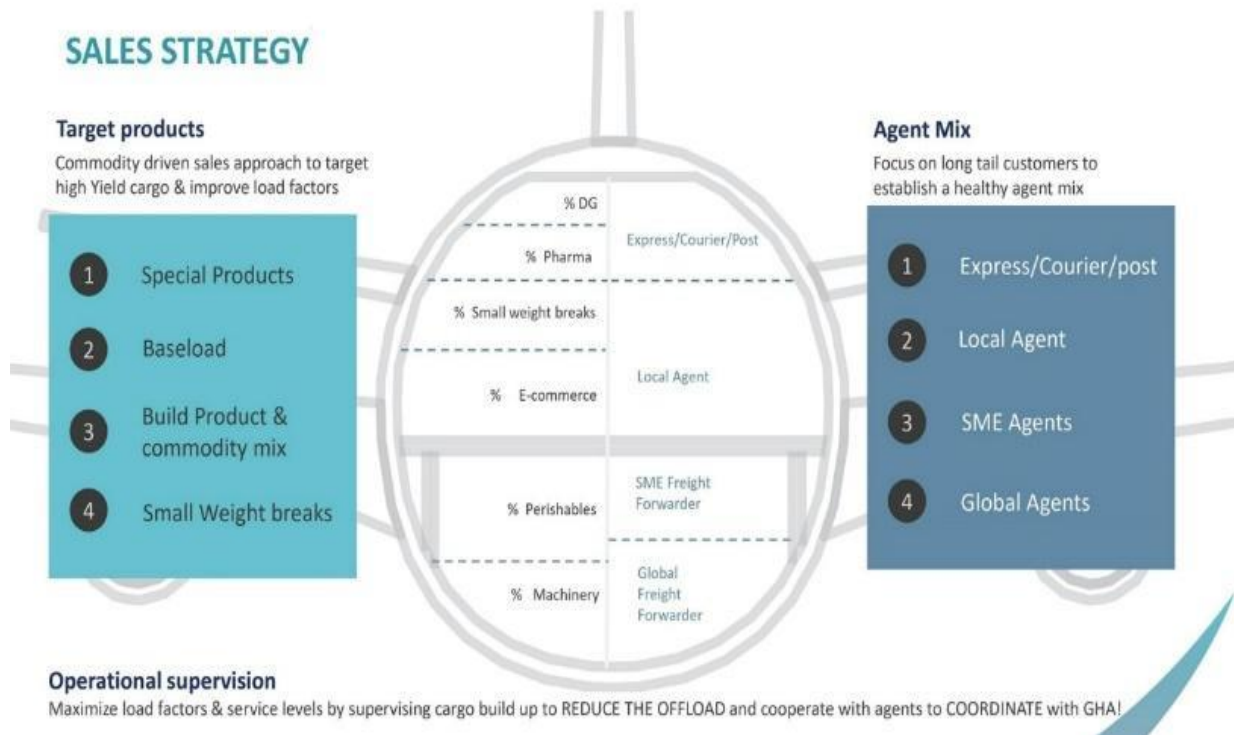 SALES STRATEGY
Target products
Commodity driven sales approach to target
high Yield cargo & improve load factors
1 Special Products
2 Baseload
3 Build Product &
commodity mix
4 Small Weight breaks
% DG
% Pharma
% Small weight breaks
% E-commerce
% Perishables
% Machinery
Express/Courier/Post
Local Agent
SME Freight
Forwarder
Global
Freight
Forwarder
Agent Mix
Focus on long tail customers to
establish a healthy agent mix
1 Express/Courier/post
2 Local Agent
3 SME Agents
4 Global Agents
Operational supervision
Maximize load factors & service levels by supervising cargo build up to REDUCE THE OFFLOAD and cooperate with agents to COORDINATE with GHA!